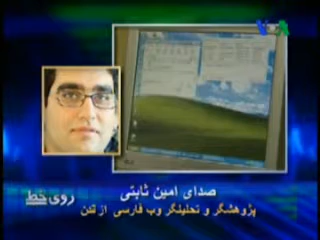 VOA
صدای امین ثابتی
پژوهشگر و تحلیلگر وب فارسی از لندن
روی خط